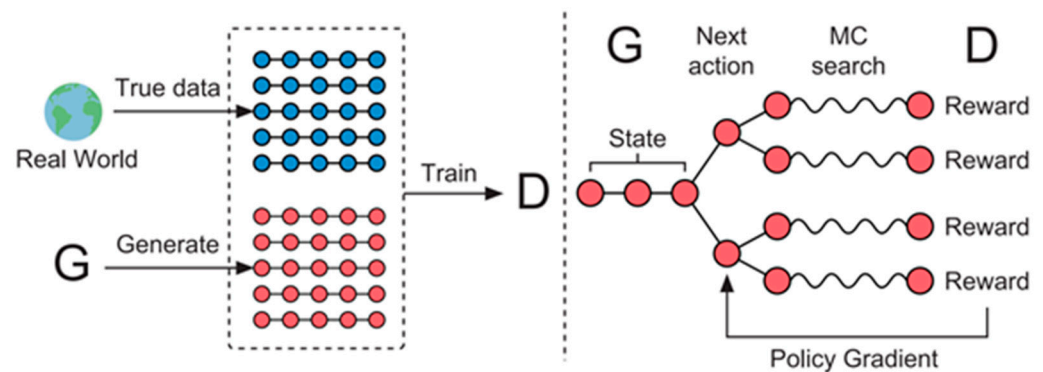 True data
Real World
G
Generate
Train
D
G
Next
action
MC
search
D
State
Reward
Reward
Reward
Reward
Policy Gradient